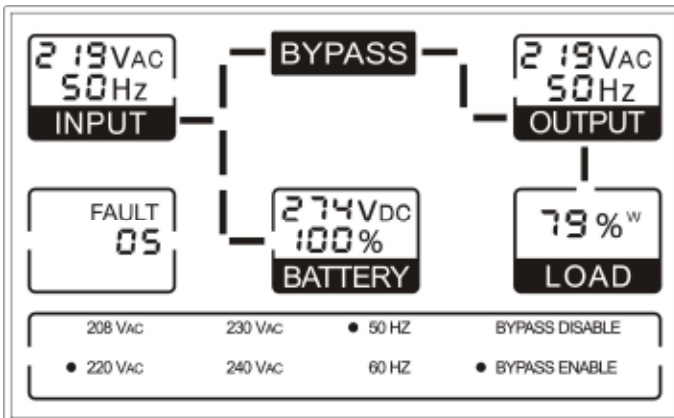 219VAC
50Hz
INPUT
BYPASS
219VAC
50Hz
OUTPUT
FAULT
05
274VDC
100%
BATTERY
79%W
LOAD
208 VAC 230 VAC ● 50 HZ BYPASS DISABLE
● 220 VAC 240 VAC 60 HZ ● BYPASS ENABLE